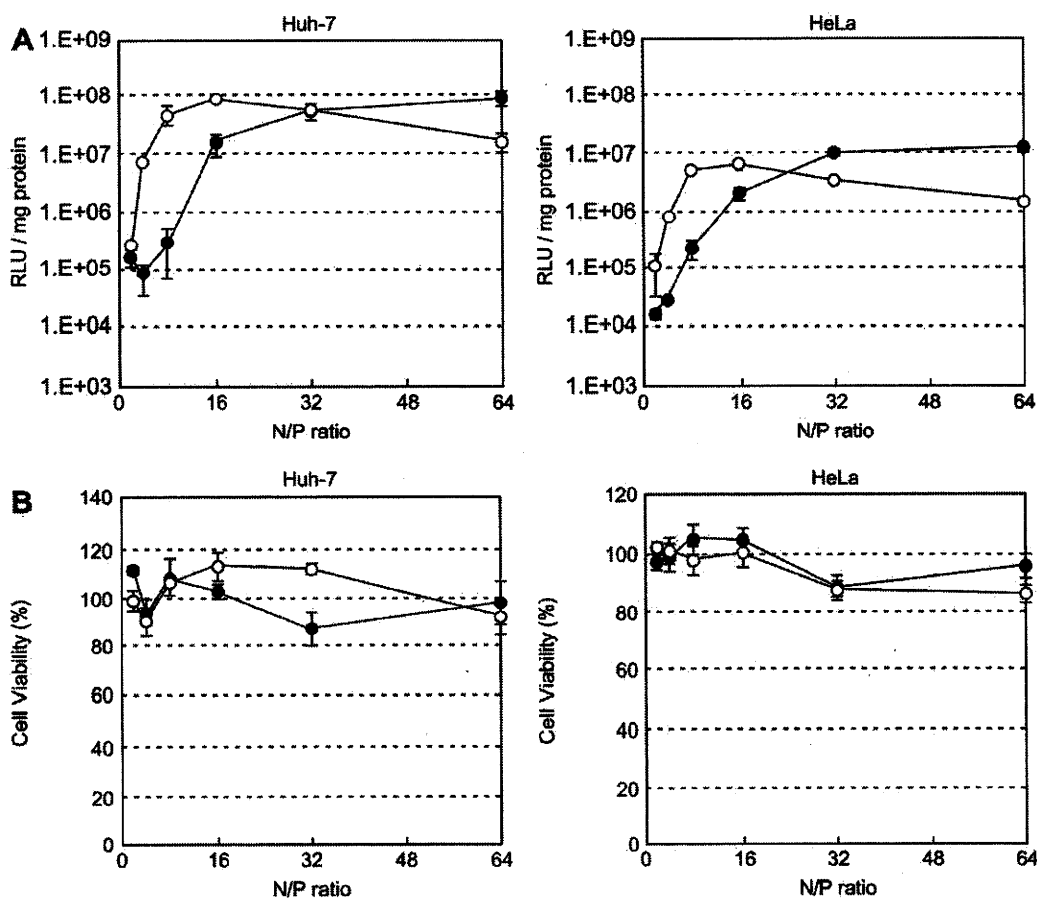 A
Huh-7
1.E+09
1.E+08
1.E+07
1.E+06
1.E+05
1.E+04
1.E+03
RLU / mg protein
0 16 32 48 64
N/P ratio
HeLa
1.E+09
1.E+08
1.E+07
1.E+06
1.E+05
1.E+04
1.E+03
RLU / mg protein
0 16 32 48 64
N/P ratio
B
Huh-7
140
120
100
80
60
40
20
0
Cell Viability (%)
0 16 32 48 64
N/P ratio
HeLa
120
100
80
60
40
20
0
Cell Viability (%)
0 16 32 48 64
N/P ratio